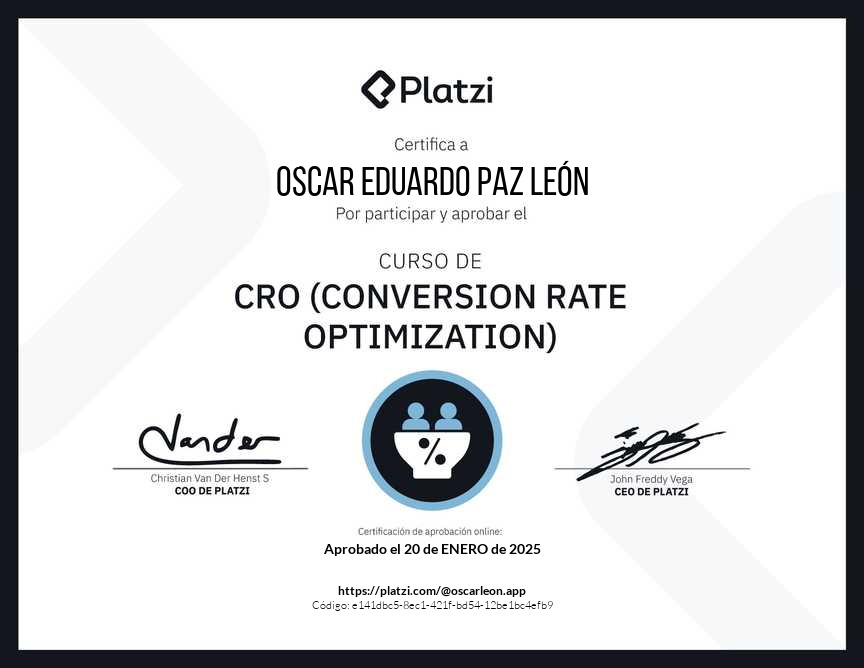 Platzi
Certifica a
OSCAR EDUARDO PAZ LEÓN
Por participar y aprobar el
CURSO DE
CRO (CONVERSION RATE
OPTIMIZATION)
Vander
%
Christian Van Der Henst S
COO DE PLATZI
John Freddy Vega
CEO DE PLATZI
Certificación de aprobación online:
Aprobado el 20 de ENERO de 2025
https://platzi.com/@oscarleon.app
Código: e141dbc5-8ec1-421f-bd54-12be1bc4efb9